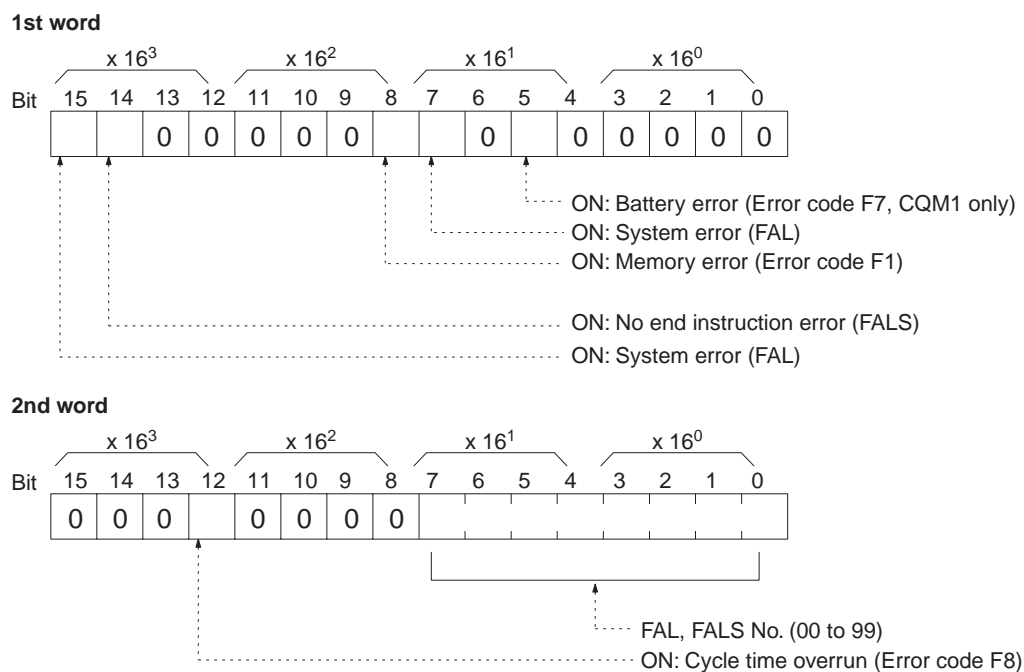 1st word
x 16³ x 16² x 16¹ x 16⁰
Bit 15 14 13 12 11 10 9 8 7 6 5 4 3 2 1 0
0 0 0 0 0 0 0 0 0 0 0
ON: Battery error (Error code F7, CQM1 only)
ON: System error (FAL)
ON: Memory error (Error code F1)
ON: No end instruction error (FALS)
ON: System error (FAL)
2nd word
x 16³ x 16² x 16¹ x 16⁰
Bit 15 14 13 12 11 10 9 8 7 6 5 4 3 2 1 0
0 0 0 0 0 0 0
FAL, FALS No. (00 to 99)
ON: Cycle time overrun (Error code F8)